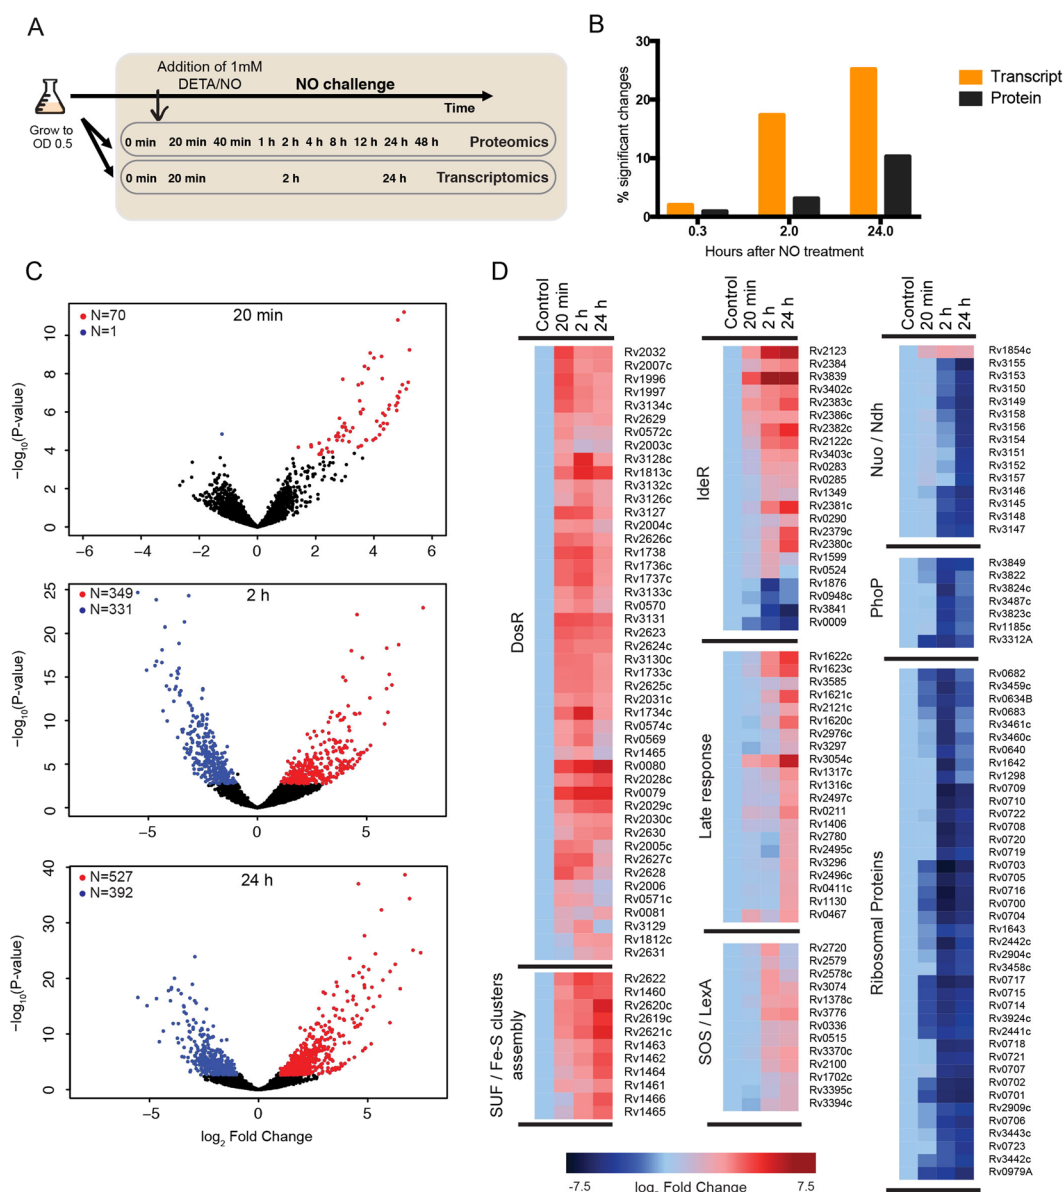 A
Addition of 1mM
DETA/NO
NO challenge
Time
Grow to
OD 0.5
0 min 20 min 40 min 1 h 2 h 4 h 8 h 12 h 24 h 48 h Proteomics
0 min 20 min 2 h 24 h Transcriptomics
B
30
20
10
0
% significant changes
0.3 2.0 24.0
Hours after NO treatment
Transcript
Protein
C
N=70
N=1
20 min
10
8
6
4
2
0
−log10(P-value)
−6 −4 −2 0 2 4 6
N=349
N=331
2 h
25
20
15
10
5
0
−log10(P-value)
−5 0 5
N=527
N=392
24 h
40
30
20
10
0
−log10(P-value)
−5 0 5
log2 Fold Change
D
Control
20 min
2 h
24 h
DosR
Rv2032
Rv2007c
Rv1996
Rv1997
Rv3134c
Rv2629
Rv0572c
Rv2003c
Rv3128c
Rv1813c
Rv3132c
Rv3126c
Rv3127
Rv2004c
Rv2626c
Rv1738
Rv1736c
Rv1737c
Rv3133c
Rv0570
Rv3131
Rv2623
Rv2624c
Rv3130c
Rv1733c
Rv2625c
Rv2031c
Rv1734c
Rv0574c
Rv0569
Rv1465
Rv0080
Rv2028c
Rv0079
Rv2029c
Rv2030c
Rv2630
Rv2005c
Rv2627c
Rv2628
Rv2006
Rv0571c
Rv0081
Rv3129
Rv1812c
Rv2631
SUF / Fe-S clusters
assembly
Rv2622
Rv1460
Rv2620c
Rv2619c
Rv2621c
Rv1463
Rv1462
Rv1464
Rv1461
Rv1466
Rv1465
Control
20 min
2 h
24 h
IdeR
Rv2123
Rv2384
Rv3839
Rv3402c
Rv2383c
Rv2386c
Rv2382c
Rv2122c
Rv3403c
Rv0283
Rv0285
Rv1349
Rv2381c
Rv0290
Rv2379c
Rv2380c
Rv1599
Rv0524
Rv1876
Rv0948c
Rv3841
Rv0009
Late response
Rv1622c
Rv1623c
Rv3585
Rv1621c
Rv2121c
Rv1620c
Rv2976c
Rv3297
Rv3054c
Rv1317c
Rv1316c
Rv2497c
Rv0211
Rv1406
Rv2780
Rv2495c
Rv3296
Rv2496c
Rv0411c
Rv1130
Rv0467
SOS / LexA
Rv2720
Rv2579
Rv2578c
Rv3074
Rv1378c
Rv3776
Rv0336
Rv0515
Rv3370c
Rv2100
Rv1702c
Rv3395c
Rv3394c
Control
20 min
2 h
24 h
Nuo / Ndh
Rv1854c
Rv3155
Rv3153
Rv3150
Rv3149
Rv3158
Rv3156
Rv3154
Rv3151
Rv3152
Rv3157
Rv3146
Rv3145
Rv3148
Rv3147
PhoP
Rv3849
Rv3822
Rv3824c
Rv3487c
Rv3823c
Rv1185c
Rv3312A
Ribosomal Proteins
Rv0682
Rv3459c
Rv0634B
Rv0683
Rv3461c
Rv3460c
Rv0640
Rv1642
Rv1298
Rv0709
Rv0710
Rv0722
Rv0708
Rv0720
Rv0719
Rv0703
Rv0705
Rv0716
Rv0700
Rv0704
Rv1643
Rv2442c
Rv2904c
Rv3458c
Rv0717
Rv0715
Rv0714
Rv3924c
Rv2441c
Rv0718
Rv0721
Rv0707
Rv0702
Rv0701
Rv2909c
Rv0706
Rv3443c
Rv0723
Rv3442c
Rv0979A
-7.5 log2 Fold Change 7.5